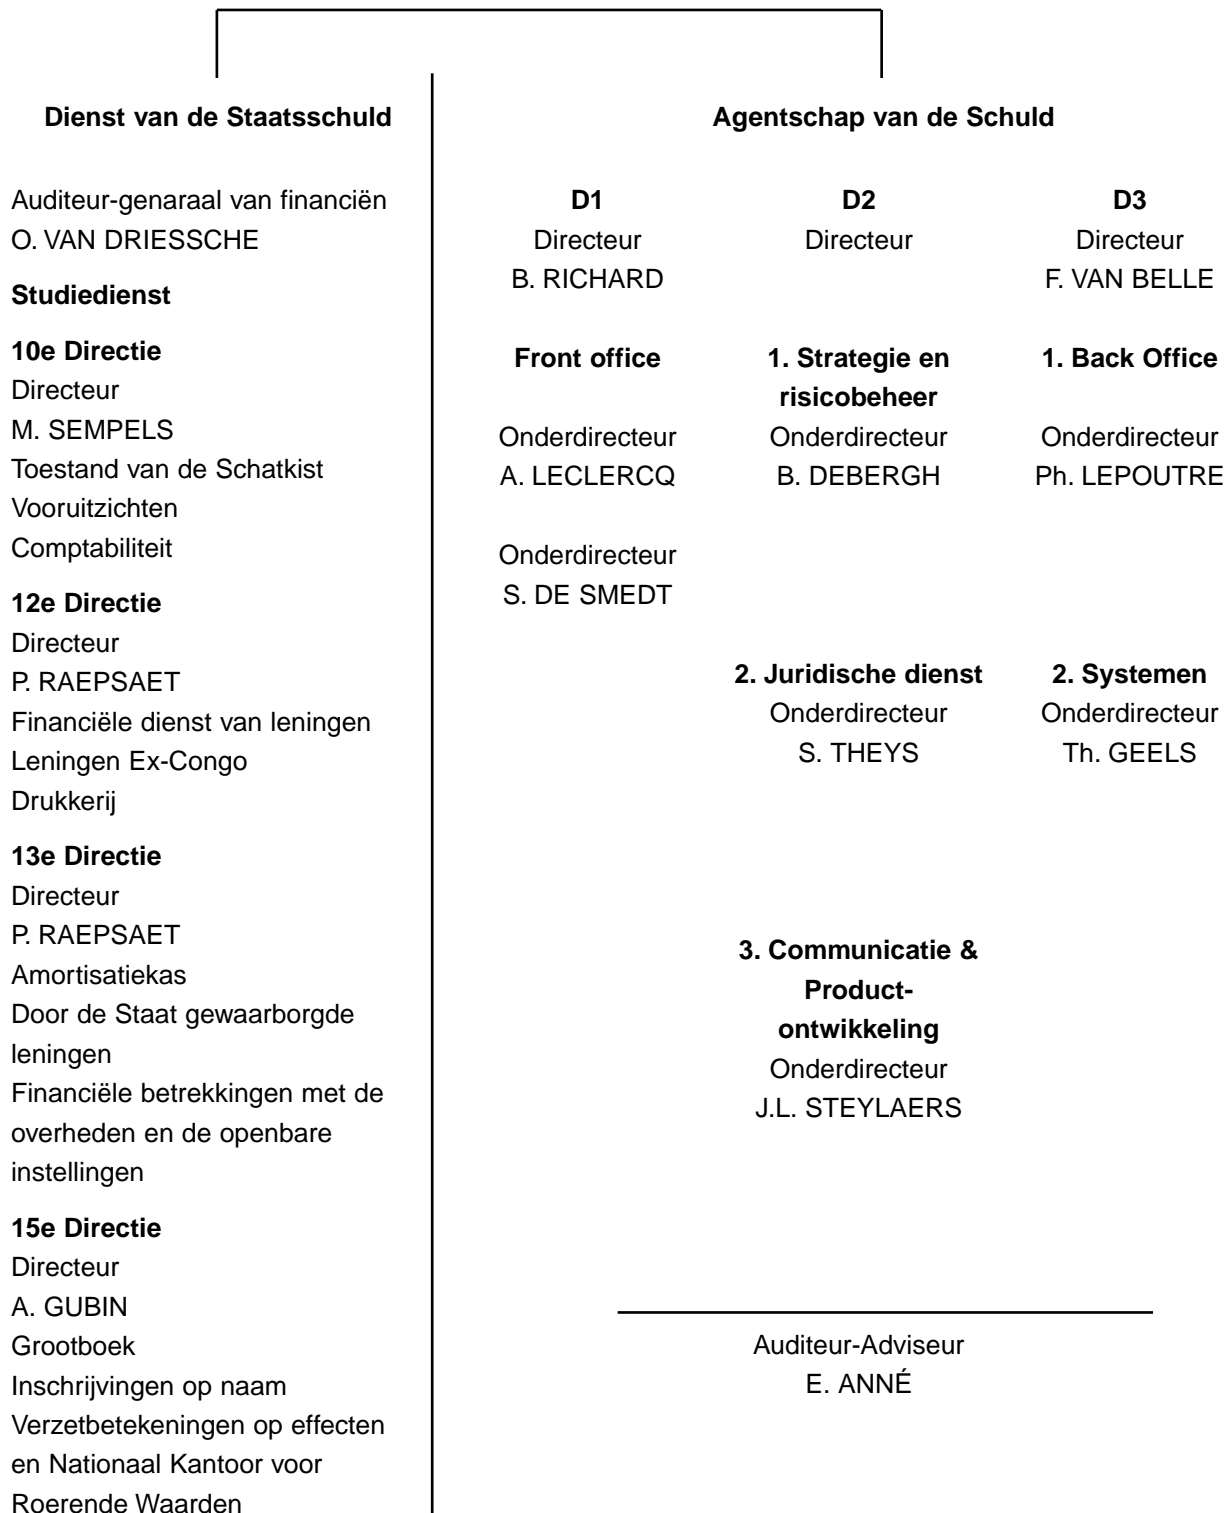 Dienst van de Staatsschuld
Auditeur-genaraal van financiën
O. VAN DRIESSCHE
Studiedienst
10e Directie
Directeur
M. SEMPELS
Toestand van de Schatkist
Vooruitzichten
Comptabiliteit
12e Directie
Directeur
P. RAEPSAET
Financiële dienst van leningen
Leningen Ex-Congo
Drukkerij
13e Directie
Directeur
P. RAEPSAET
Amortisatiekas
Door de Staat gewaarborgde
leningen
Financiële betrekkingen met de
overheden en de openbare
instellingen
15e Directie
Directeur
A. GUBIN
Grootboek
Inschrijvingen op naam
Verzetbetekeningen op effecten
en Nationaal Kantoor voor
Roerende Waarden
Agentschap van de Schuld
D1
Directeur
B. RICHARD
Front office
Onderdirecteur
A. LECLERCQ
Onderdirecteur
S. DE SMEDT
D2
Directeur
1. Strategie en
risicobeheer
Onderdirecteur
B. DEBERGH
2. Juridische dienst
Onderdirecteur
S. THEYS
3. Communicatie &
Product-
ontwikkeling
Onderdirecteur
J.L. STEYLAERS
D3
Directeur
F. VAN BELLE
1. Back Office
Onderdirecteur
Ph. LEPOUTRE
2. Systemen
Onderdirecteur
Th. GEELS
Auditeur-Adviseur
E. ANNÉ